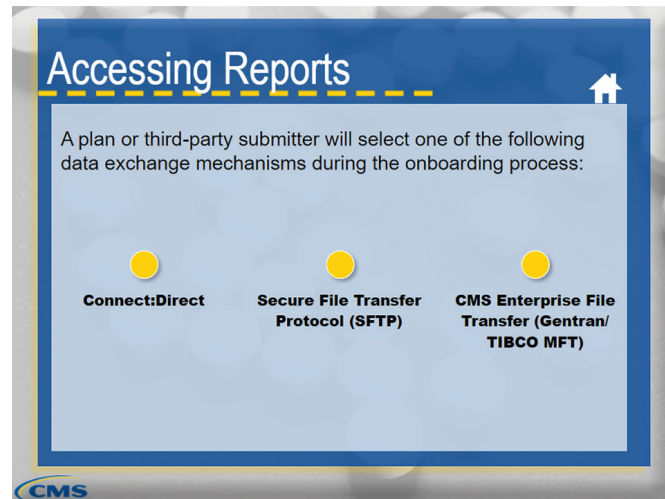 Accessing Reports
A plan or third-party submitter will select one of the following
data exchange mechanisms during the onboarding process:
Connect:Direct
Secure File Transfer
Protocol (SFTP)
CMS Enterprise File
Transfer (Gentran/
TIBCO MFT)
CMS